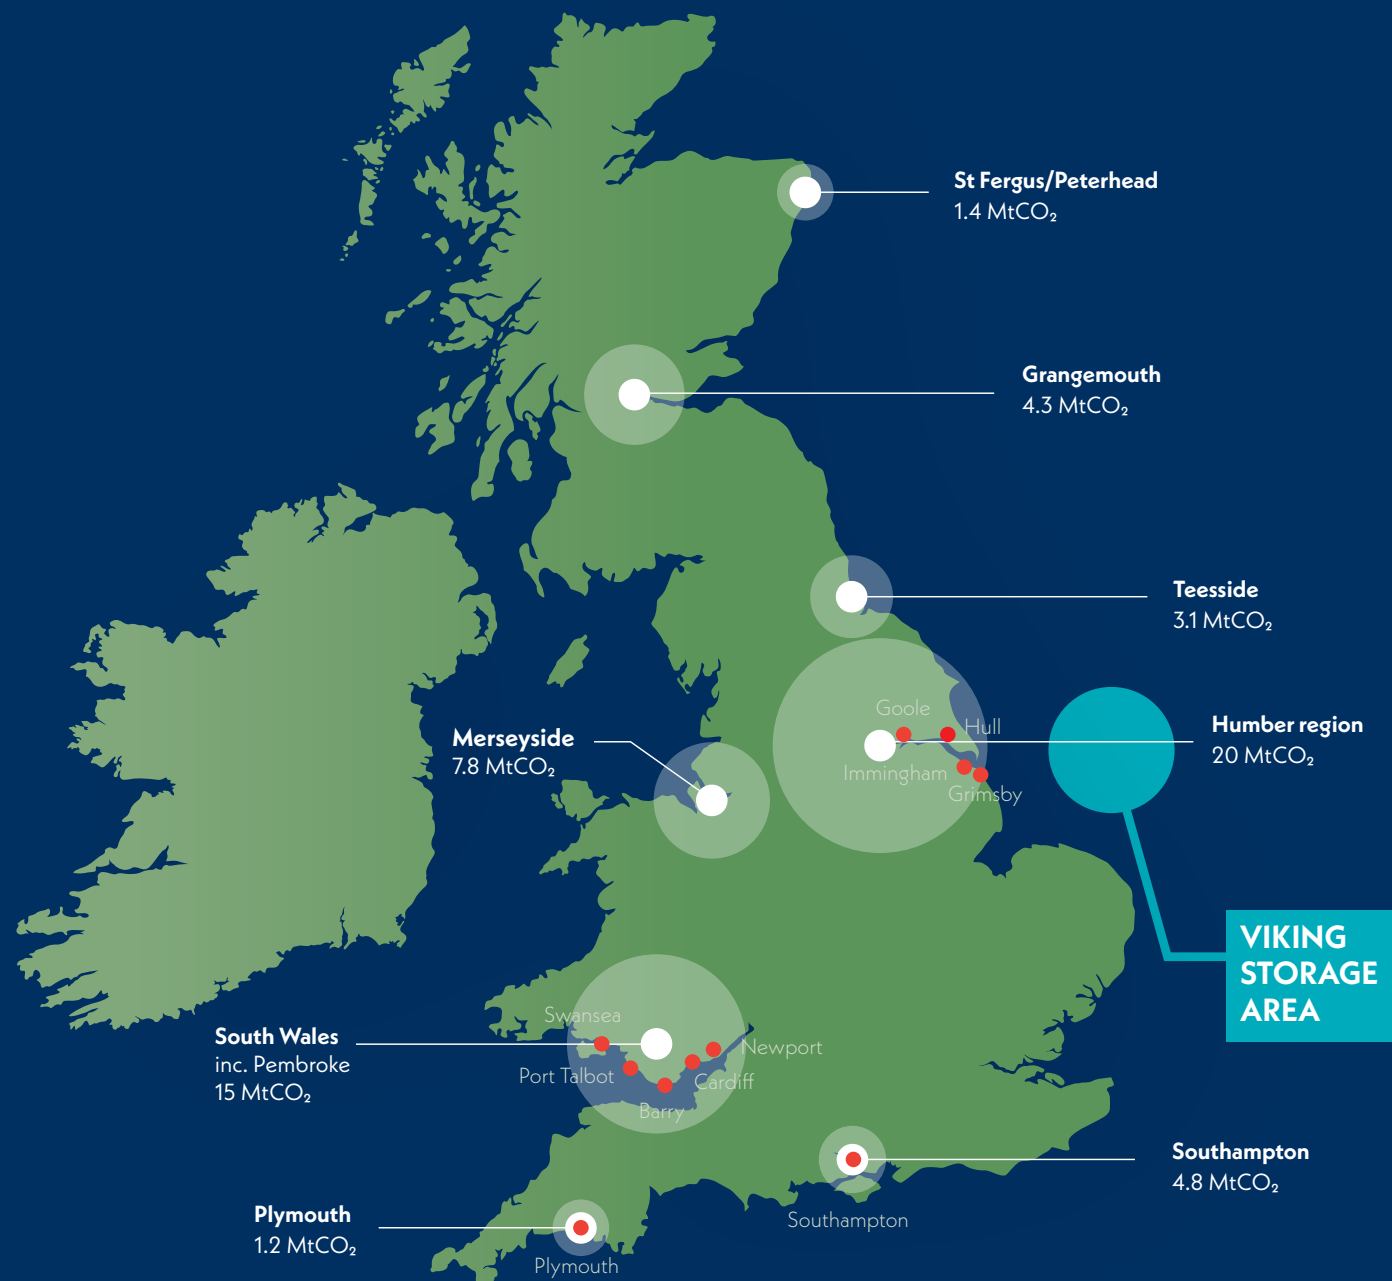 St Fergus/Peterhead
1.4 MtCO₂
Grangemouth
4.3 MtCO₂
Teesside
3.1 MtCO₂
Goole
Hull
Immingham
Grimsby
Humber region
20 MtCO₂
Merseyside
7.8 MtCO₂
VIKING
STORAGE
AREA
South Wales
inc. Pembroke
15 MtCO₂
Swansea
Port Talbot
Barry
Cardiff
Newport
Southampton
4.8 MtCO₂
Southampton
Plymouth
1.2 MtCO₂
Plymouth